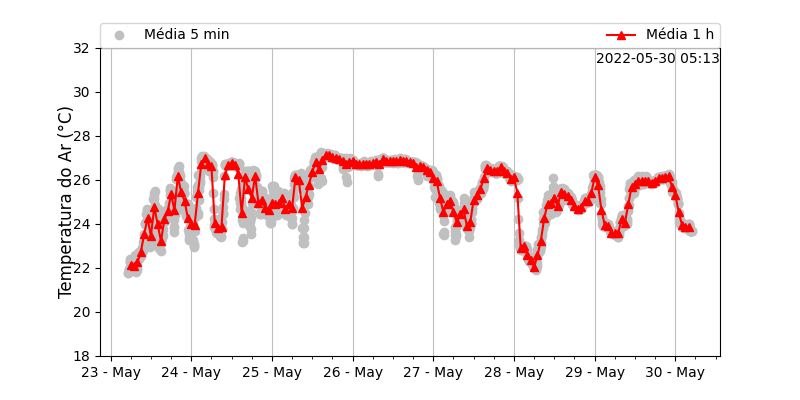 Média 5 min
Média 1 h
2022-05-30 05:13
Temperatura do Ar (°C)
32
30
28
26
24
22
20
18
23 - May
24 - May
25 - May
26 - May
27 - May
28 - May
29 - May
30 - May